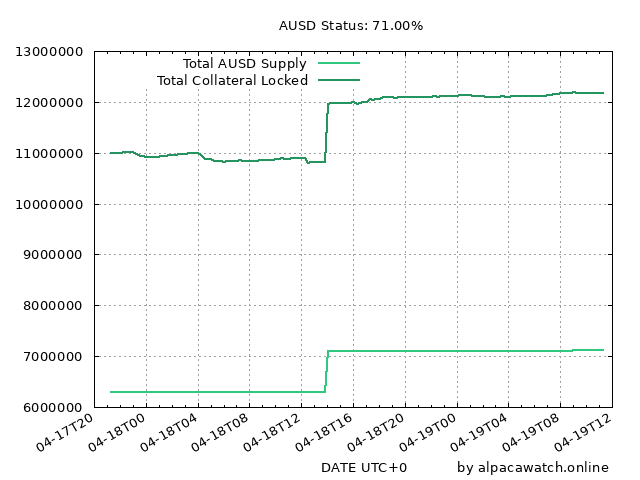 AUSD Status: 71.00%
Total AUSD Supply
Total Collateral Locked
13000000
12000000
11000000
10000000
9000000
8000000
7000000
6000000
04-17T20
04-18T00
04-18T04
04-18T08
04-18T12
04-18T16
04-18T20
04-19T00
04-19T04
04-19T08
04-19T12
DATE UTC+0
by alpacawatch.online